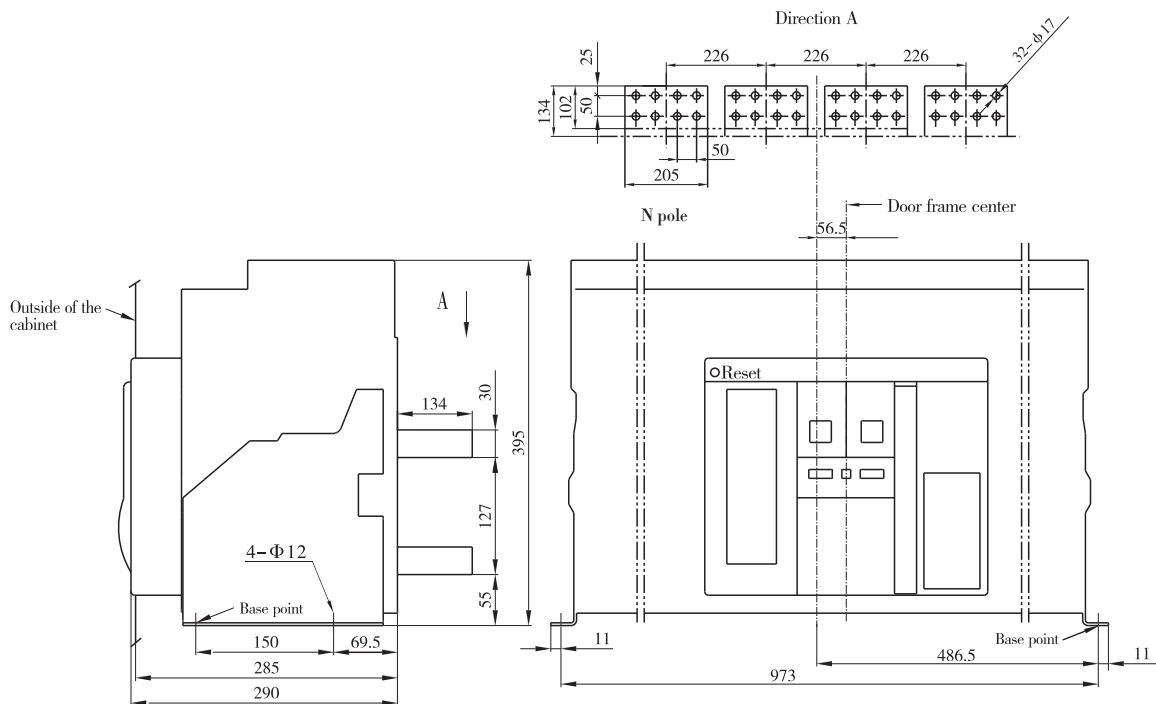 Direction A
226
226
226
32-ф17
25
50
102
134
50
205
N pole
Door frame center
56.5
Outside of the
cabinet
A
Reset
134
30
395
127
4-Φ12
55
Base point
Base point
150
69.5
11
486.5
11
285
973
290